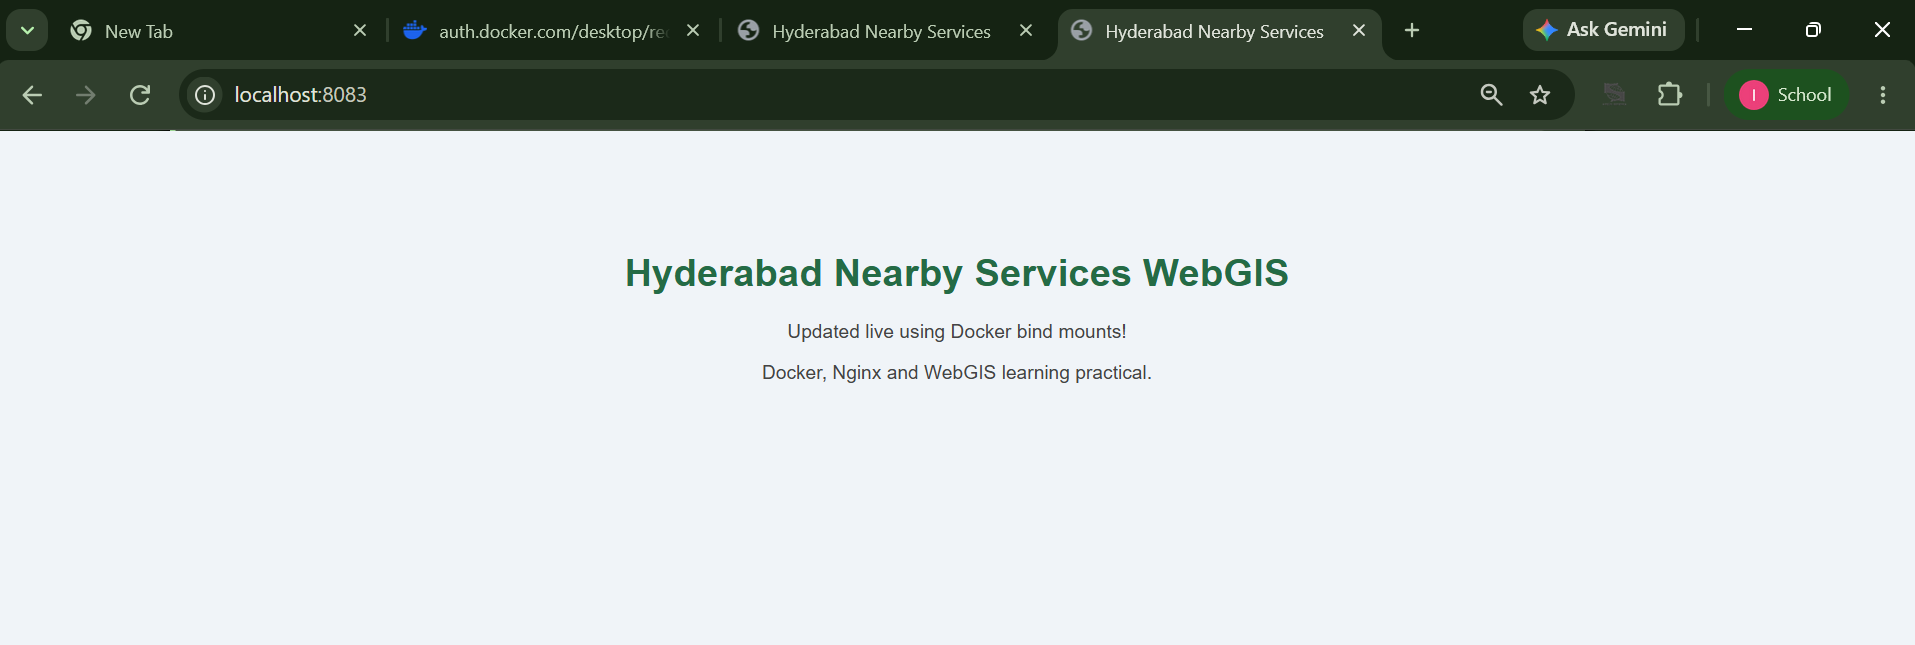 New Tab
auth.docker.com/desktop/re
Hyderabad Nearby Services
Hyderabad Nearby Services
Ask Gemini
localhost:8083
I
School
Hyderabad Nearby Services WebGIS
Updated live using Docker bind mounts!
Docker, Nginx and WebGIS learning practical.